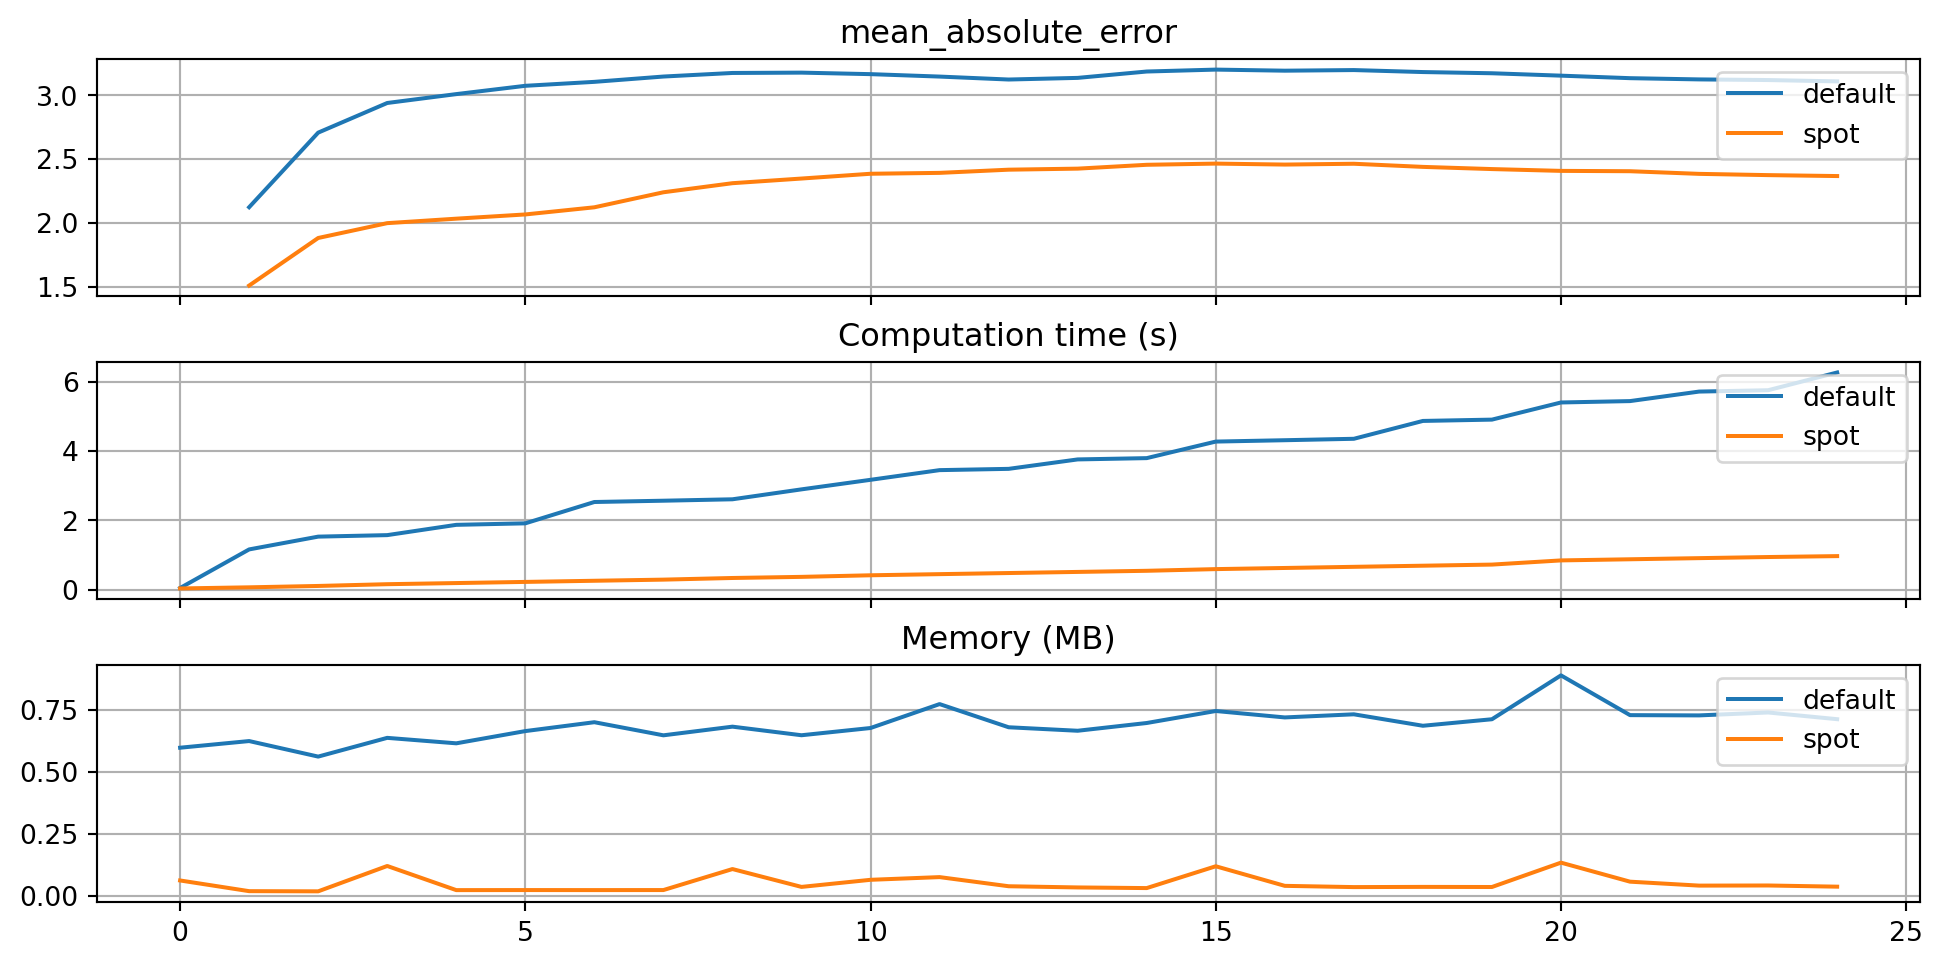 mean_absolute_error
3.0
2.5
2.0
1.5
default
spot
Computation time (s)
6
4
2
0
default
spot
Memory (MB)
0.75
0.50
0.25
0.00
default
spot
0 5 10 15 20 25